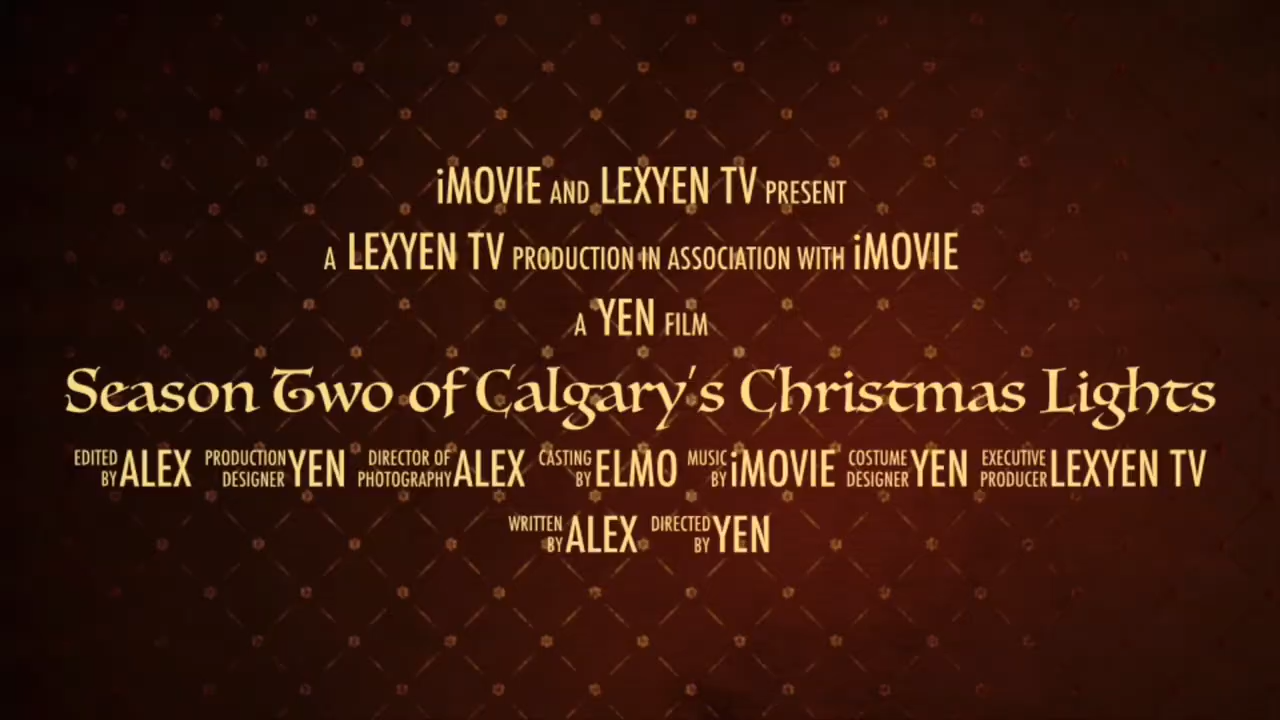 iMOVIE AND LEXYEN TV PRESENT
A LEXYEN TV PRODUCTION IN ASSOCIATION WITH iMOVIE
A YEN FILM
Season Two of Calgary's Christmas Lights
EDITED BY ALEX PRODUCTION DESIGNER YEN DIRECTOR OF PHOTOGRAPHY ALEX CASTING BY ELMO MUSIC BY iMOVIE COSTUME DESIGNER YEN EXECUTIVE PRODUCER LEXYEN TV
WRITTEN BY ALEX DIRECTED BY YEN